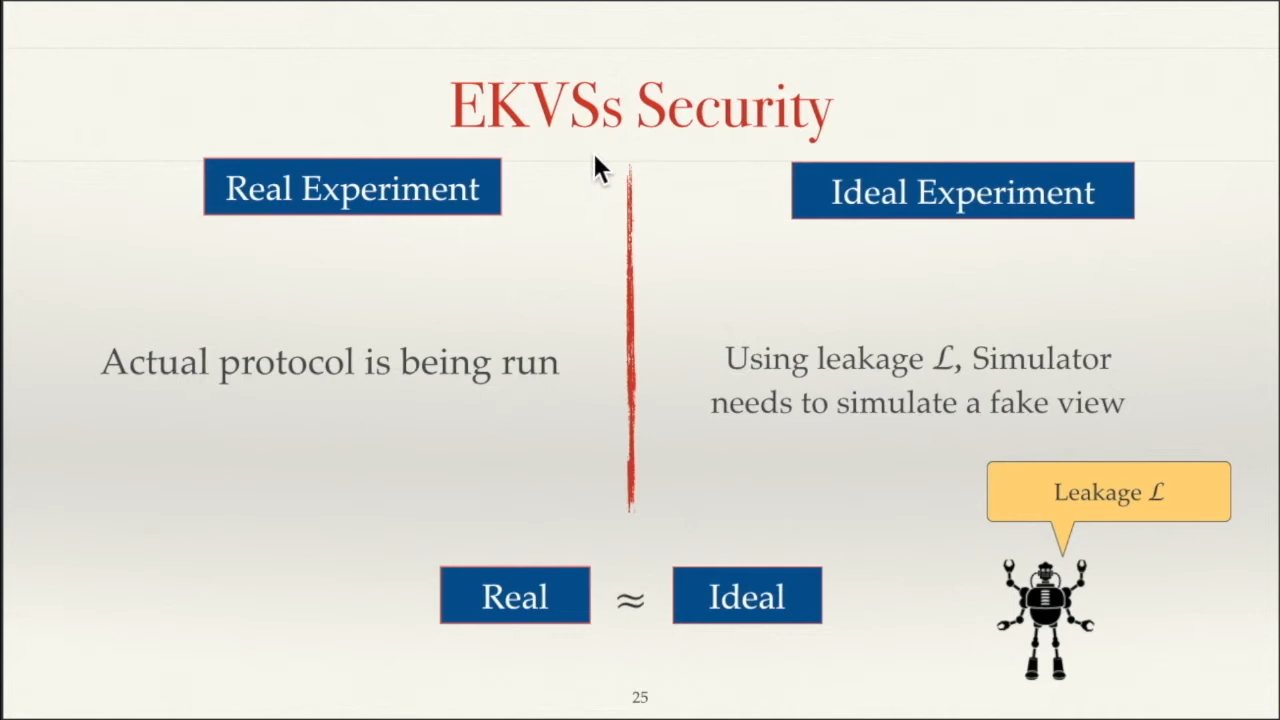 EKVSs Security
Real Experiment
Ideal Experiment
Actual protocol is being run
Using leakage ℒ, Simulator
needs to simulate a fake view
Leakage ℒ
Real ≈ Ideal
25